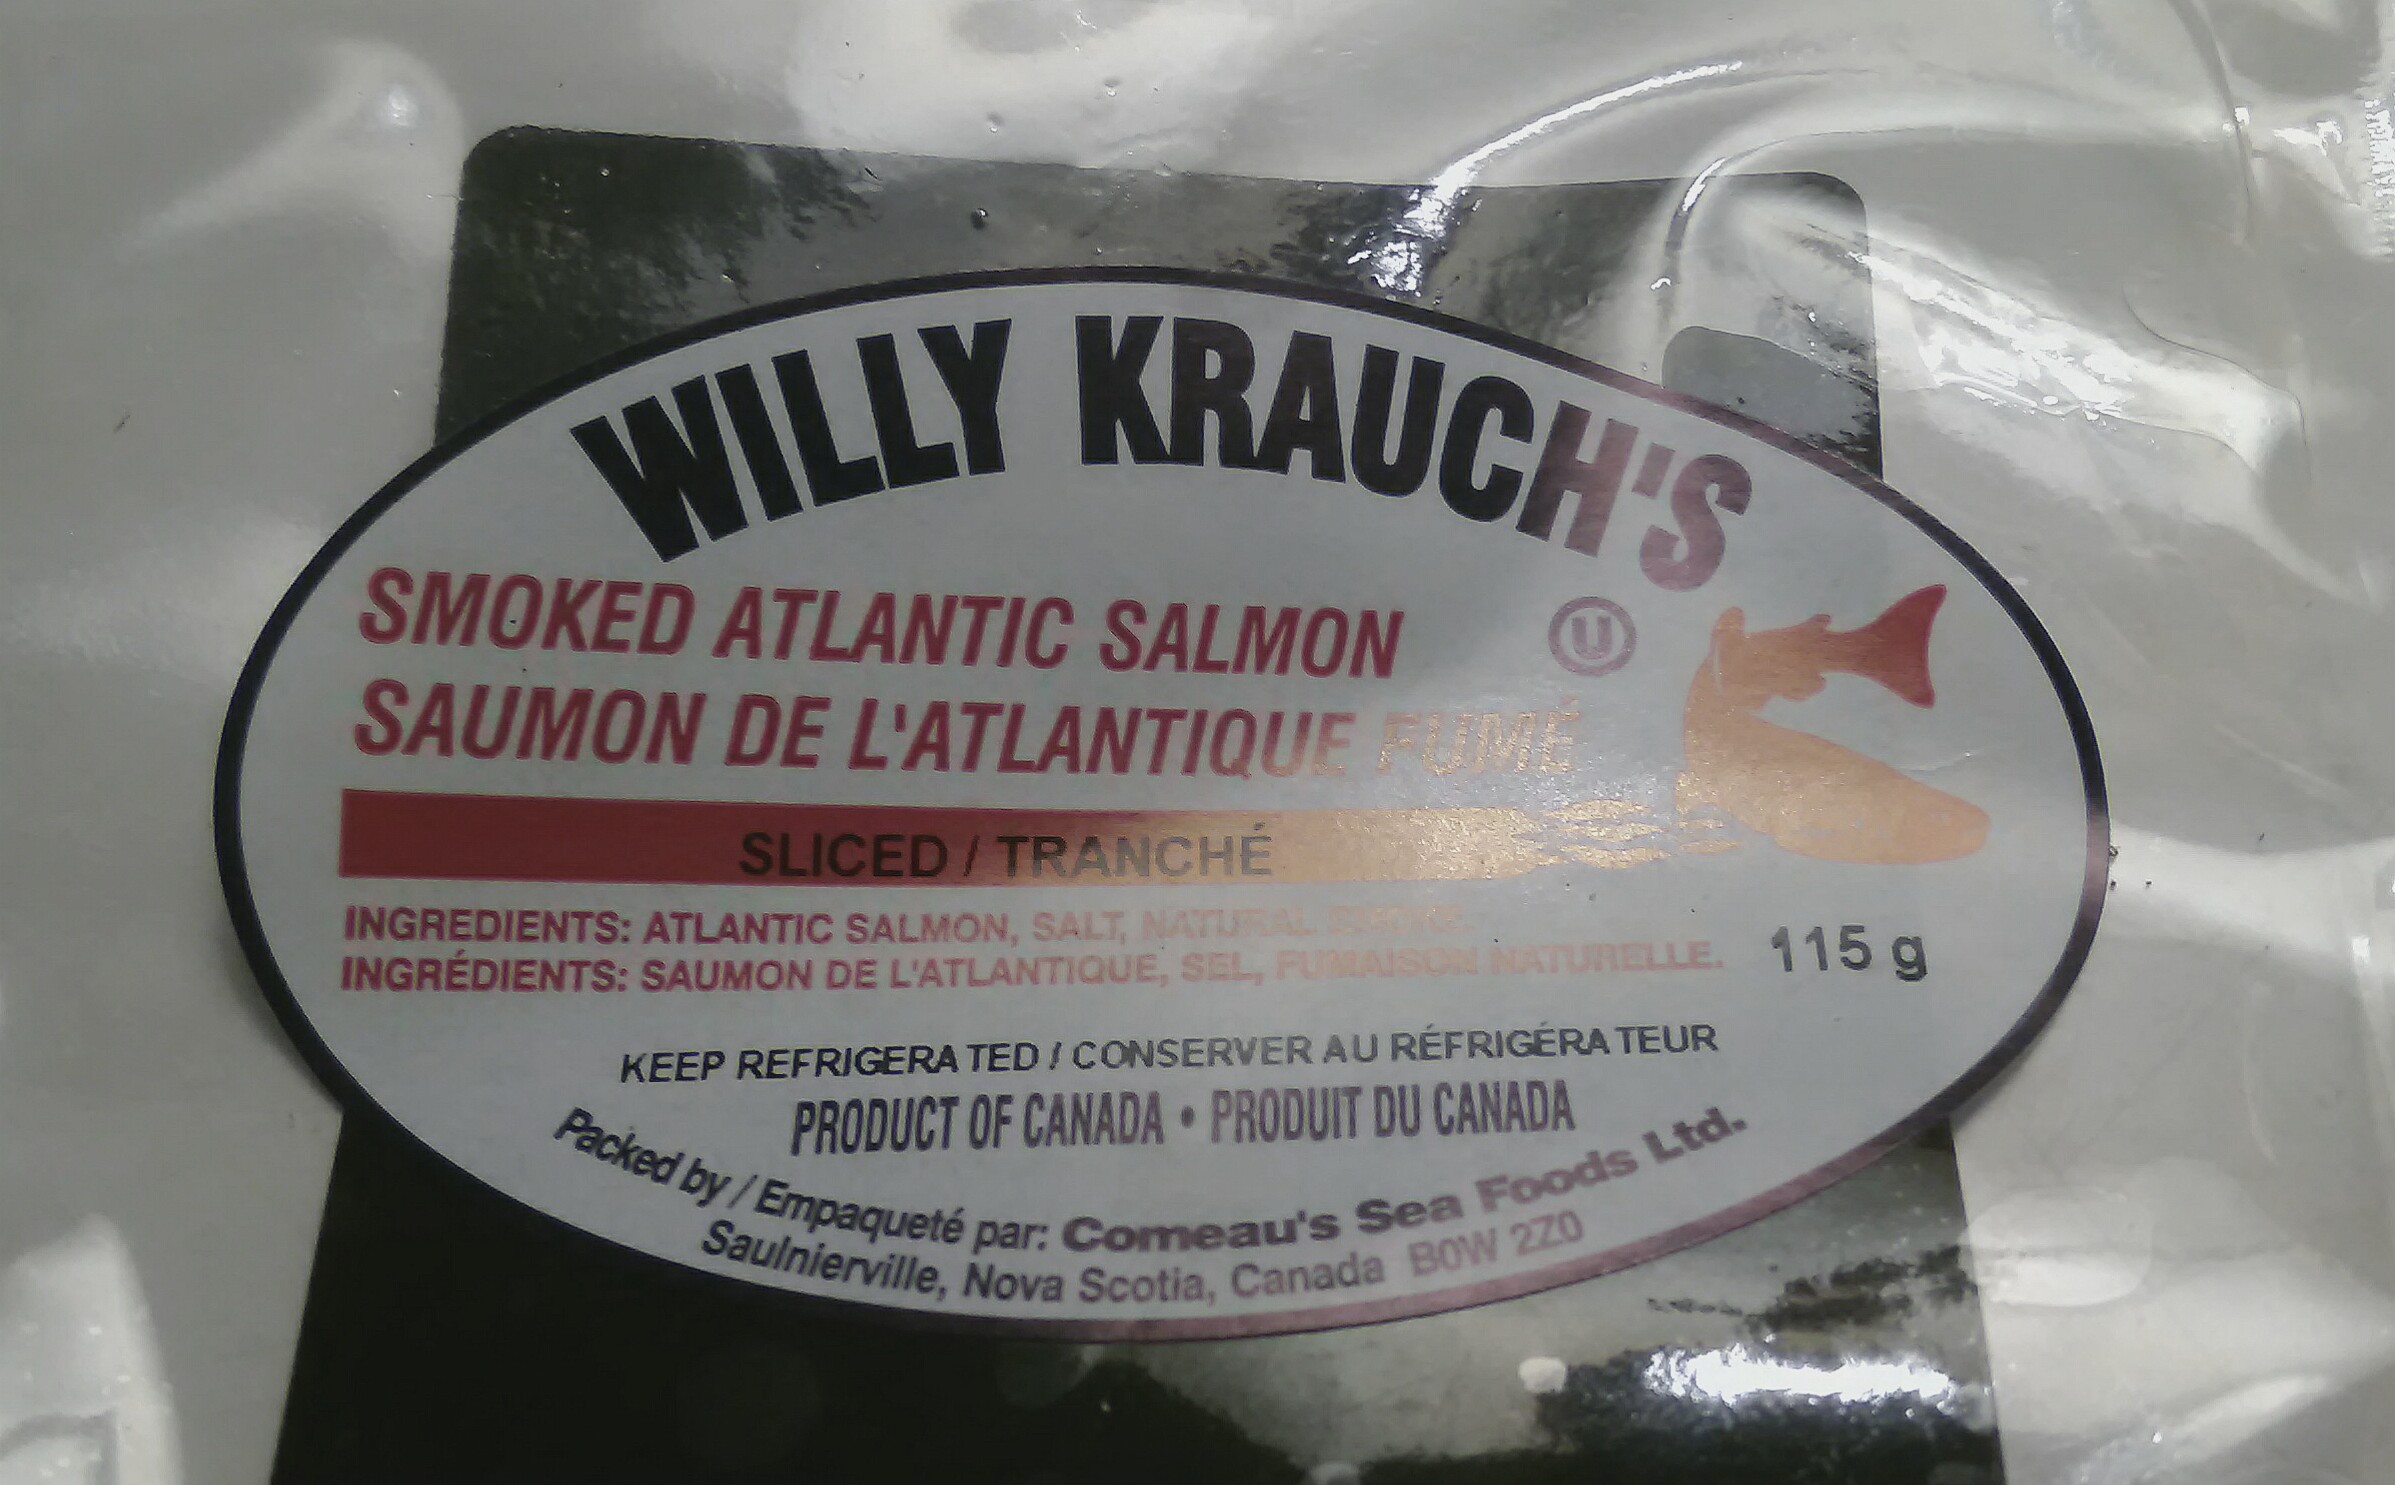 WILLY KRAUCH'S
SMOKED ATLANTIC SALMON
U
SAUMON DE L'ATLANTIQUE FUMÉ
SLICED / TRANCHÉ
INGREDIENTS: ATLANTIC SALMON, SALT, NATURAL SMOKE.
INGRÉDIENTS: SAUMON DE L'ATLANTIQUE, SEL, FUMAISON NATURELLE.
115 g
KEEP REFRIGERATED / CONSERVER AU RÉFRIGÉRATEUR
PRODUCT OF CANADA • PRODUIT DU CANADA
Packed by / Empaqueté par: Comeau's Sea Foods Ltd.
Saulnierville, Nova Scotia, Canada B0W 2Z0